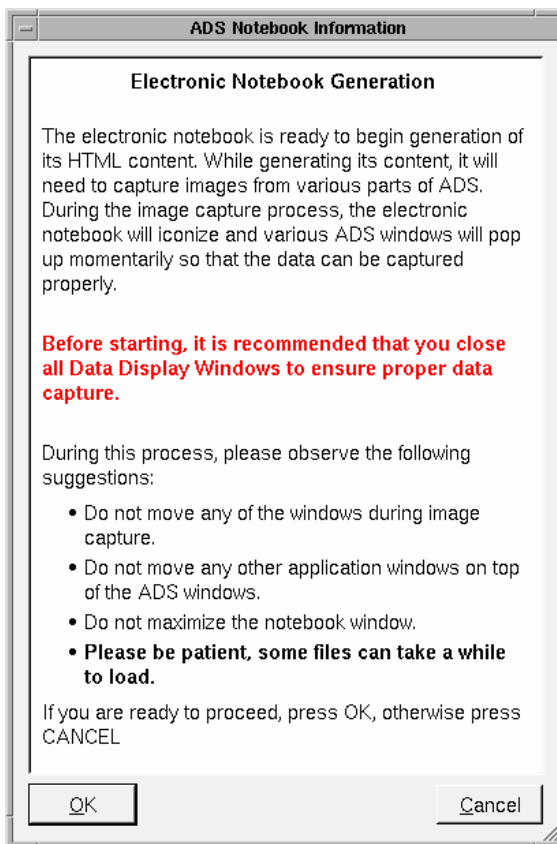 ADS Notebook Information
Electronic Notebook Generation
The electronic notebook is ready to begin generation of
its HTML content. While generating its content, it will
need to capture images from various parts of ADS.
During the image capture process, the electronic
notebook will iconize and various ADS windows will pop
up momentarily so that the data can be captured
properly.
Before starting, it is recommended that you close
all Data Display Windows to ensure proper data
capture.
During this process, please observe the following
suggestions:
• Do not move any of the windows during image
capture.
• Do not move any other application windows on top
of the ADS windows.
• Do not maximize the notebook window.
• Please be patient, some files can take a while
to load.
If you are ready to proceed, press OK, otherwise press
CANCEL
OK
Cancel